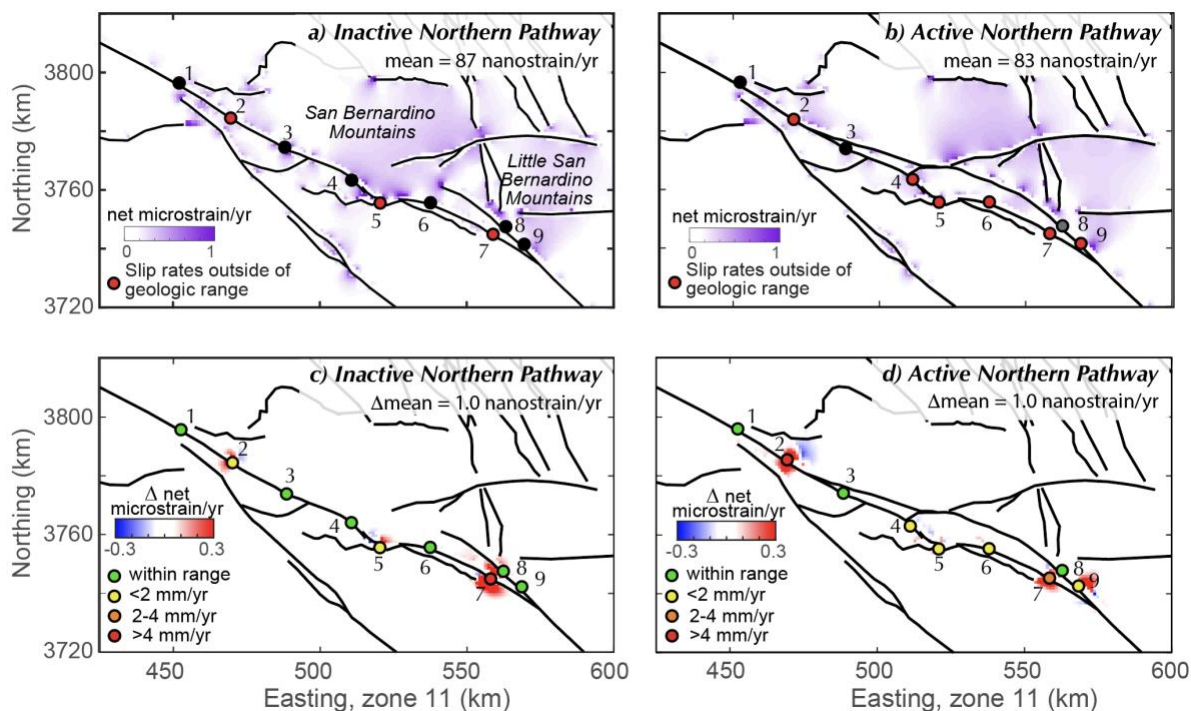 a) Inactive Northern Pathway
mean = 87 nanostrain/yr
San Bernardino
Mountains
Little San
Bernardino
Mountains
1
2
3
4
5
6
7
8
9
net microstrain/yr
0
1
Slip rates outside of
geologic range
Northing (km)
3800
3760
3720
b) Active Northern Pathway
mean = 83 nanostrain/yr
1
2
3
4
5
6
7
8
9
net microstrain/yr
0
1
Slip rates outside of
geologic range
c) Inactive Northern Pathway
Δmean = 1.0 nanostrain/yr
1
2
3
4
5
6
7
8
9
Δ net
microstrain/yr
-0.3
0.3
within range
<2 mm/yr
2-4 mm/yr
>4 mm/yr
Northing (km)
3800
3760
3720
450
500
550
600
Easting, zone 11 (km)
d) Active Northern Pathway
Δmean = 1.0 nanostrain/yr
1
2
3
4
5
6
7
8
9
Δ net
microstrain/yr
-0.3
0.3
within range
<2 mm/yr
2-4 mm/yr
>4 mm/yr
450
500
550
600
Easting, zone 11 (km)